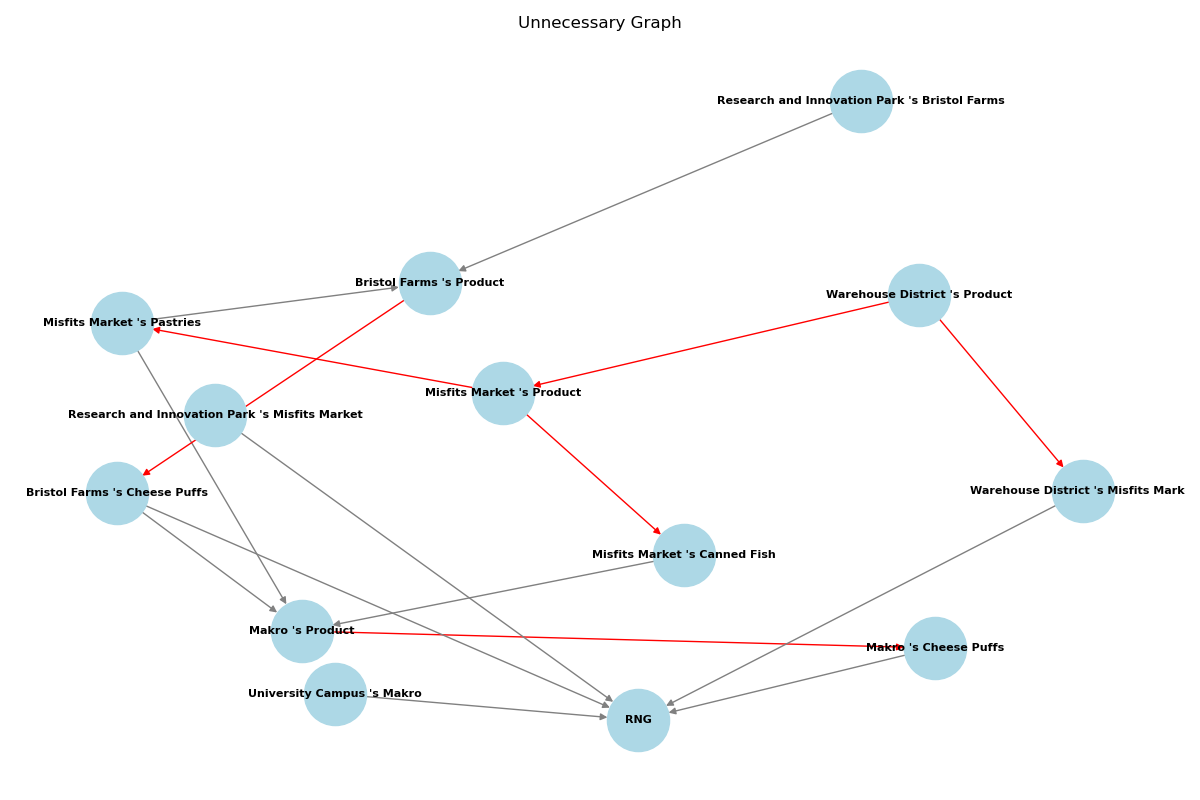 Unnecessary Graph
Research and Innovation Park 's Bristol Farms
Bristol Farms 's Product
Warehouse District 's Product
Misfits Market 's Pastries
Misfits Market 's Product
Research and Innovation Park 's Misfits Market
Bristol Farms 's Cheese Puffs
Warehouse District 's Misfits Mark
Misfits Market 's Canned Fish
Makro 's Product
Makro 's Cheese Puffs
University Campus 's Makro
RNG